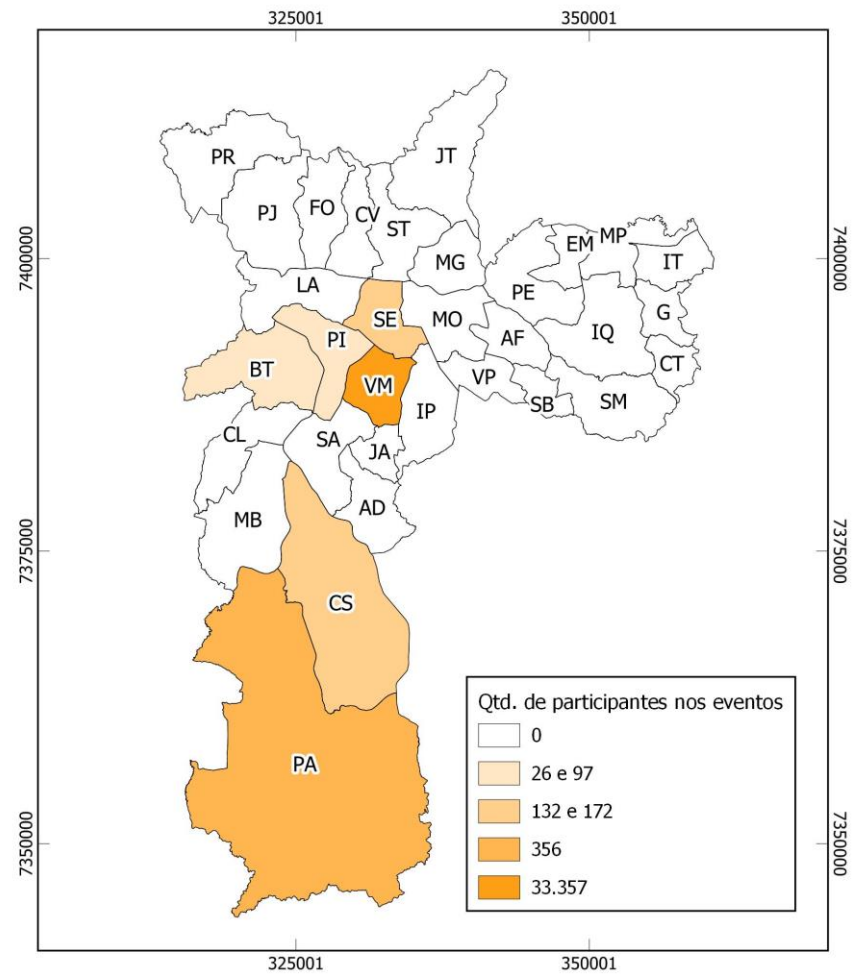 325001 350001
PR
JT
PJ FO CV ST
7400000 7400000
EM MP
MG IT
LA PE
SE MO G
PI AF IQ
BT VM VP CT
SB SM
CL SA IP
JA
MB AD
7375000 7375000
CS
Qtd. de participantes nos eventos
0
PA
26 e 97
132 e 172
7350000 7350000
356
33.357
325001 350001